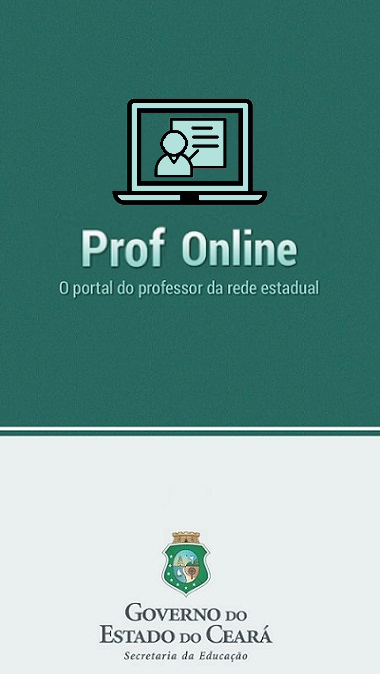 Prof Online
O portal do professor da rede estadual
GOVERNO DO
ESTADO DO CEARÁ
Secretaria da Educação